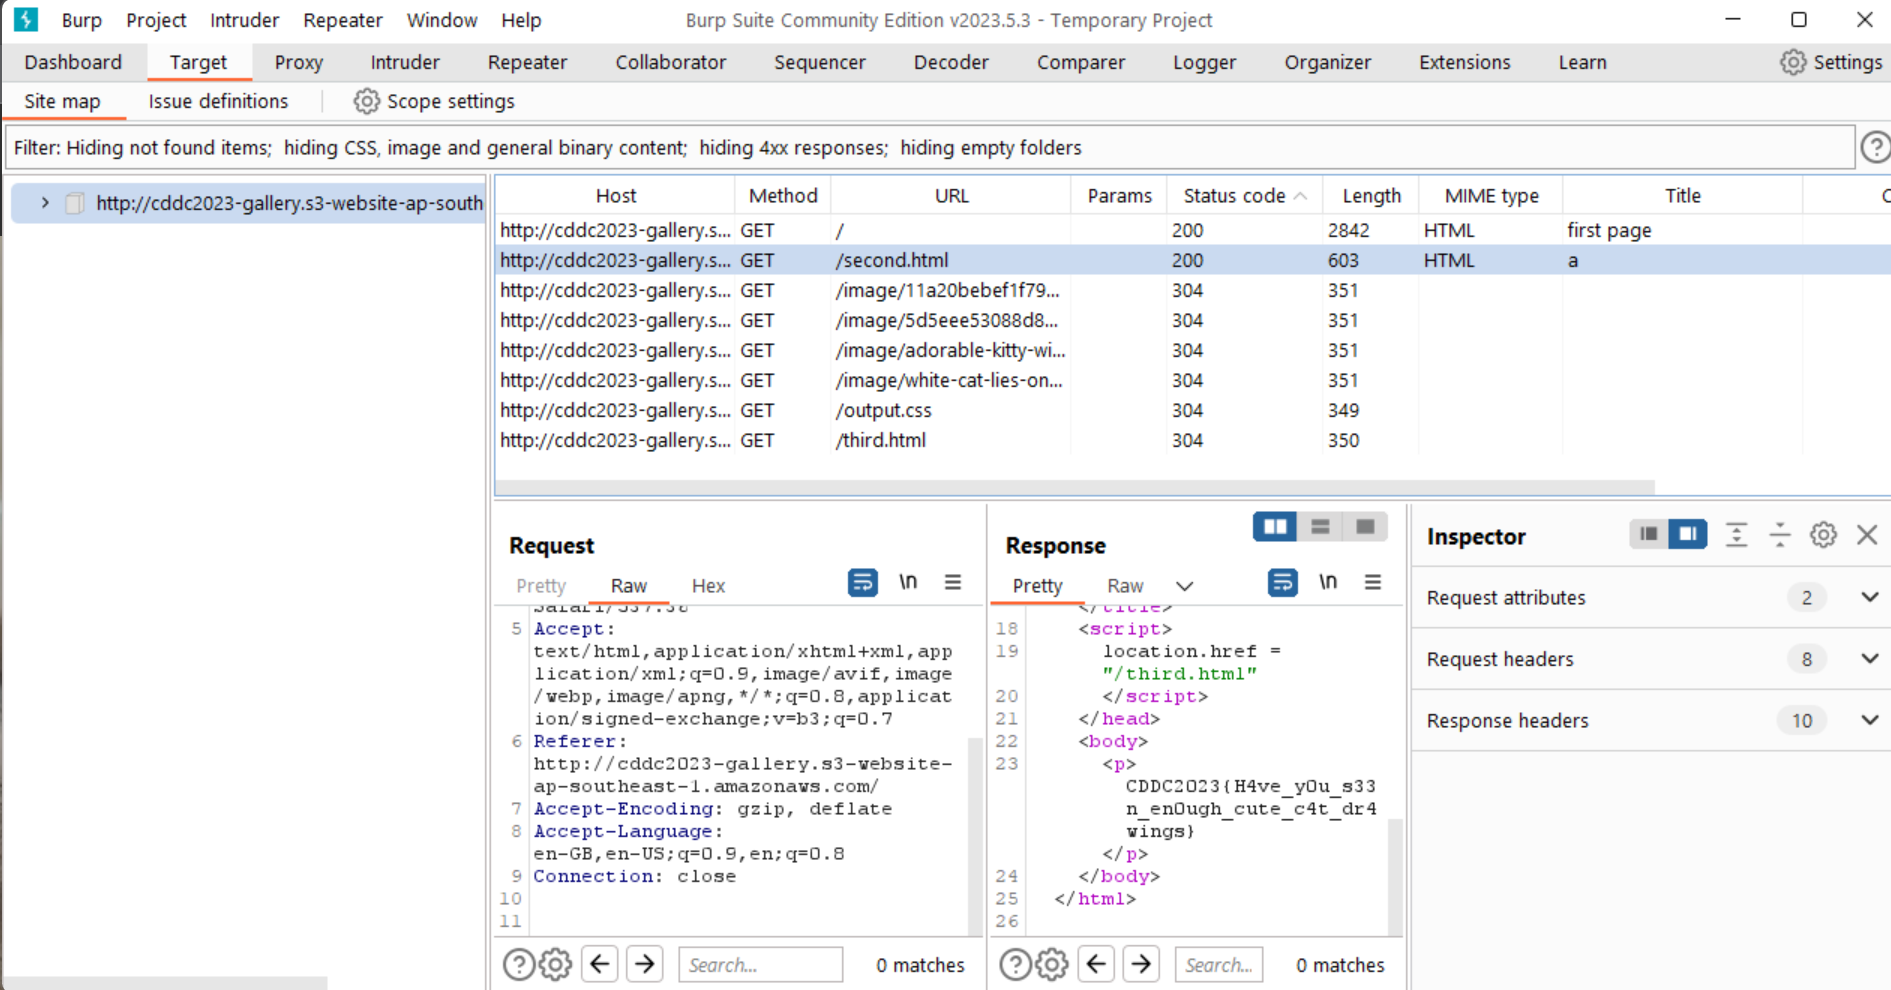 Burp Project Intruder Repeater Window Help Burp Suite Community Edition v2023.5.3 - Temporary Project
Dashboard Target Proxy Intruder Repeater Collaborator Sequencer Decoder Comparer Logger Organizer Extensions Learn Settings
Site map Issue definitions Scope settings
Filter: Hiding not found items; hiding CSS, image and general binary content; hiding 4xx responses; hiding empty folders ?
http://cddc2023-gallery.s3-website-ap-south
Host Method URL Params Status code Length MIME type Title C
http://cddc2023-gallery.s... GET / 200 2842 HTML first page
http://cddc2023-gallery.s... GET /second.html 200 603 HTML a
http://cddc2023-gallery.s... GET /image/11a20bebef1f79... 304 351
http://cddc2023-gallery.s... GET /image/5d5eee53088d8... 304 351
http://cddc2023-gallery.s... GET /image/adorable-kitty-wi... 304 351
http://cddc2023-gallery.s... GET /image/white-cat-lies-on... 304 351
http://cddc2023-gallery.s... GET /output.css 304 349
http://cddc2023-gallery.s... GET /third.html 304 350
Request
Pretty Raw Hex \n
5 Accept:
text/html,application/xhtml+xml,app
lication/xml;q=0.9,image/avif,image
/webp,image/apng,*/*;q=0.8,applicat
ion/signed-exchange;v=b3;q=0.7
6 Referer:
http://cddc2023-gallery.s3-website-
ap-southeast-1.amazonaws.com/
7 Accept-Encoding: gzip, deflate
8 Accept-Language:
en-GB,en-US;q=0.9,en;q=0.8
9 Connection: close
10
11
? Search... 0 matches
Response
Pretty Raw \n
</title>
18 <script>
19 location.href =
"/third.html"
20 </script>
21 </head>
22 <body>
23 <p>
CDDC2023{H4ve_y0u_s33
n_en0ugh_cute_c4t_dr4
wings}
</p>
24 </body>
25 </html>
26
? Search... 0 matches
Inspector
Request attributes 2
Request headers 8
Response headers 10